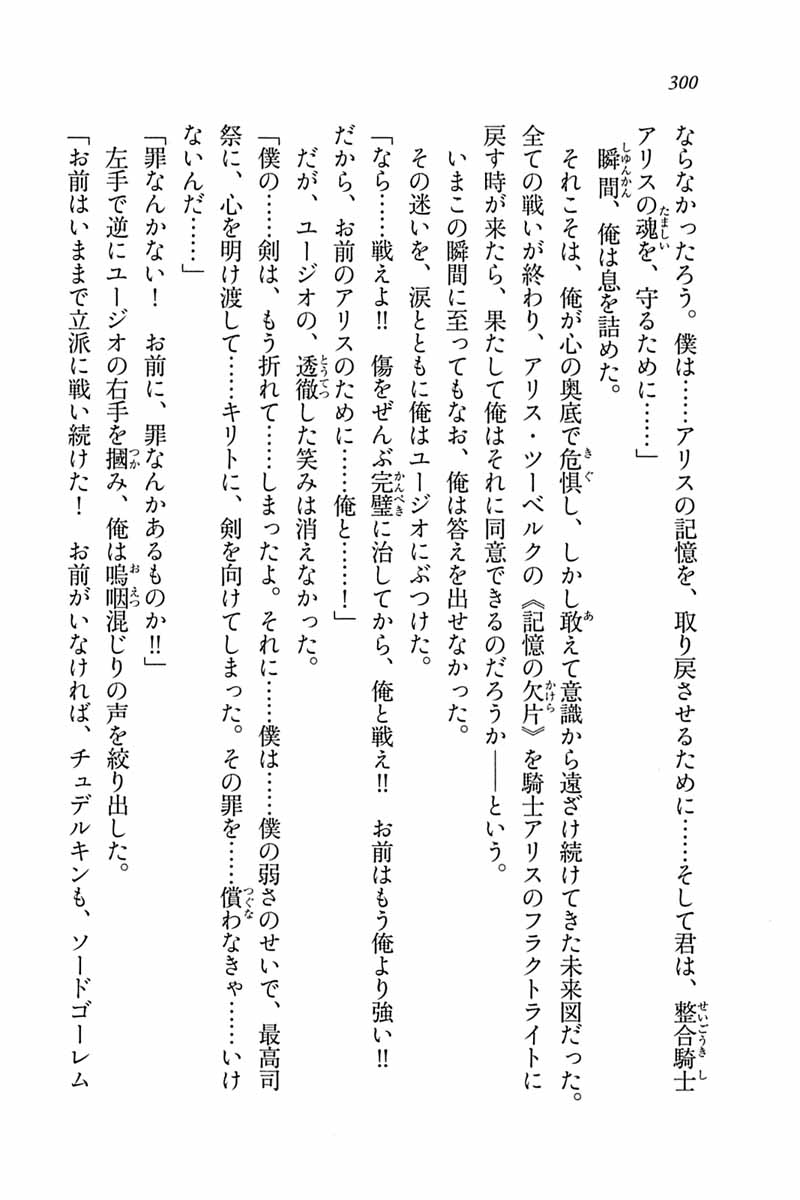 300
ならなかったろう。僕は……アリスの記憶を、取り戻させるために……そして君は、整合騎士
アリスの魂を、守るために……」
瞬間、俺は息を詰めた。
それこそは、俺が心の奥底で危惧し、しかし敢えて意識から遠ざけ続けてきた未来図だった。
全ての戦いが終わり、アリス・ツーベルクの《記憶の欠片》を騎士アリスのフラクトライトに
戻す時が来たら、果たして俺はそれに同意できるのだろうか――という。
いまこの瞬間に至ってもなお、俺は答えを出せなかった。
その迷いを、涙とともに俺はユージオにぶつけた。
「なら……戦えよ!! 傷をぜんぶ完璧に治してから、俺と戦え!! お前はもう俺より強い!!
だから、お前のアリスのために……俺と……!」
だが、ユージオの、透徹した笑みは消えなかった。
「僕の……剣は、もう折れて……しまったよ。それに……僕は……僕の弱さのせいで、最高司
祭に、心を明け渡して……キリトに、剣を向けてしまった。その罪を……償わなきゃ……いけ
ないんだ……」
「罪なんかない! お前に、罪なんかあるものか!!」
左手で逆にユージオの右手を摑み、俺は嗚咽混じりの声を絞り出した。
「お前はいままで立派に戦い続けた! お前がいなければ、チュデルキンも、ソードゴーレム